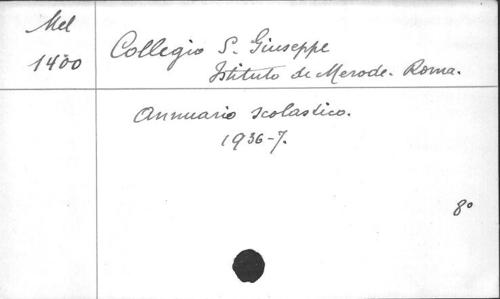 Mel
1400
Collegio S. Giuseppe
Istituto de Merode. Roma.
Annuario scolastico.
1936-7.
8°